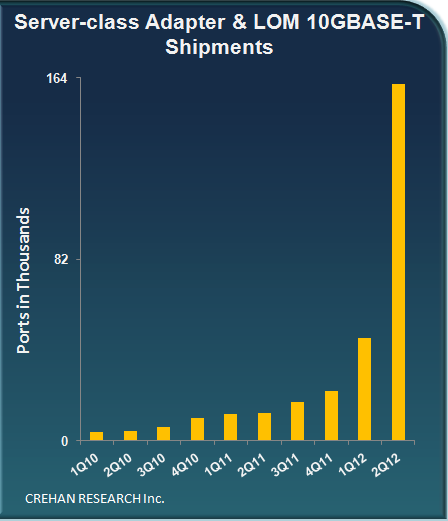 Server-class Adapter & LOM 10GBASE-T
Shipments
Ports in Thousands
164
82
0
1Q10
2Q10
3Q10
4Q10
1Q11
2Q11
3Q11
4Q11
1Q12
2Q12
CREHAN RESEARCH Inc.